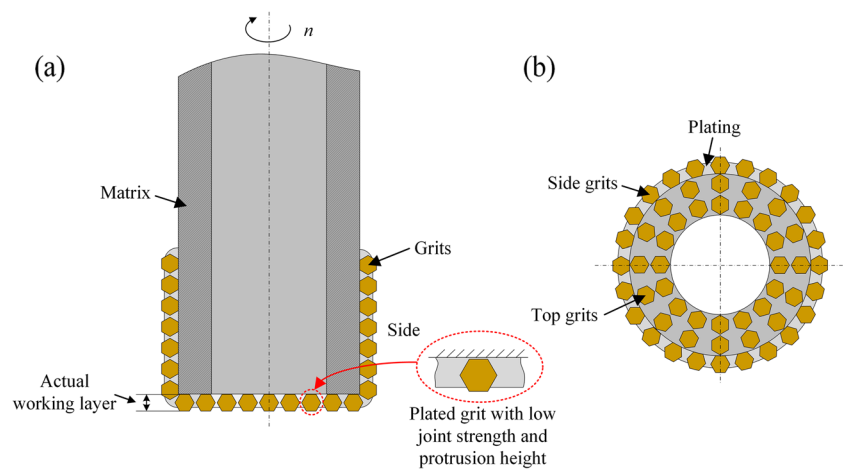 (a)
n
Matrix
Grits
Side
Actual
working layer
Plated grit with low
joint strength and
protrusion height
(b)
Plating
Side grits
Top grits